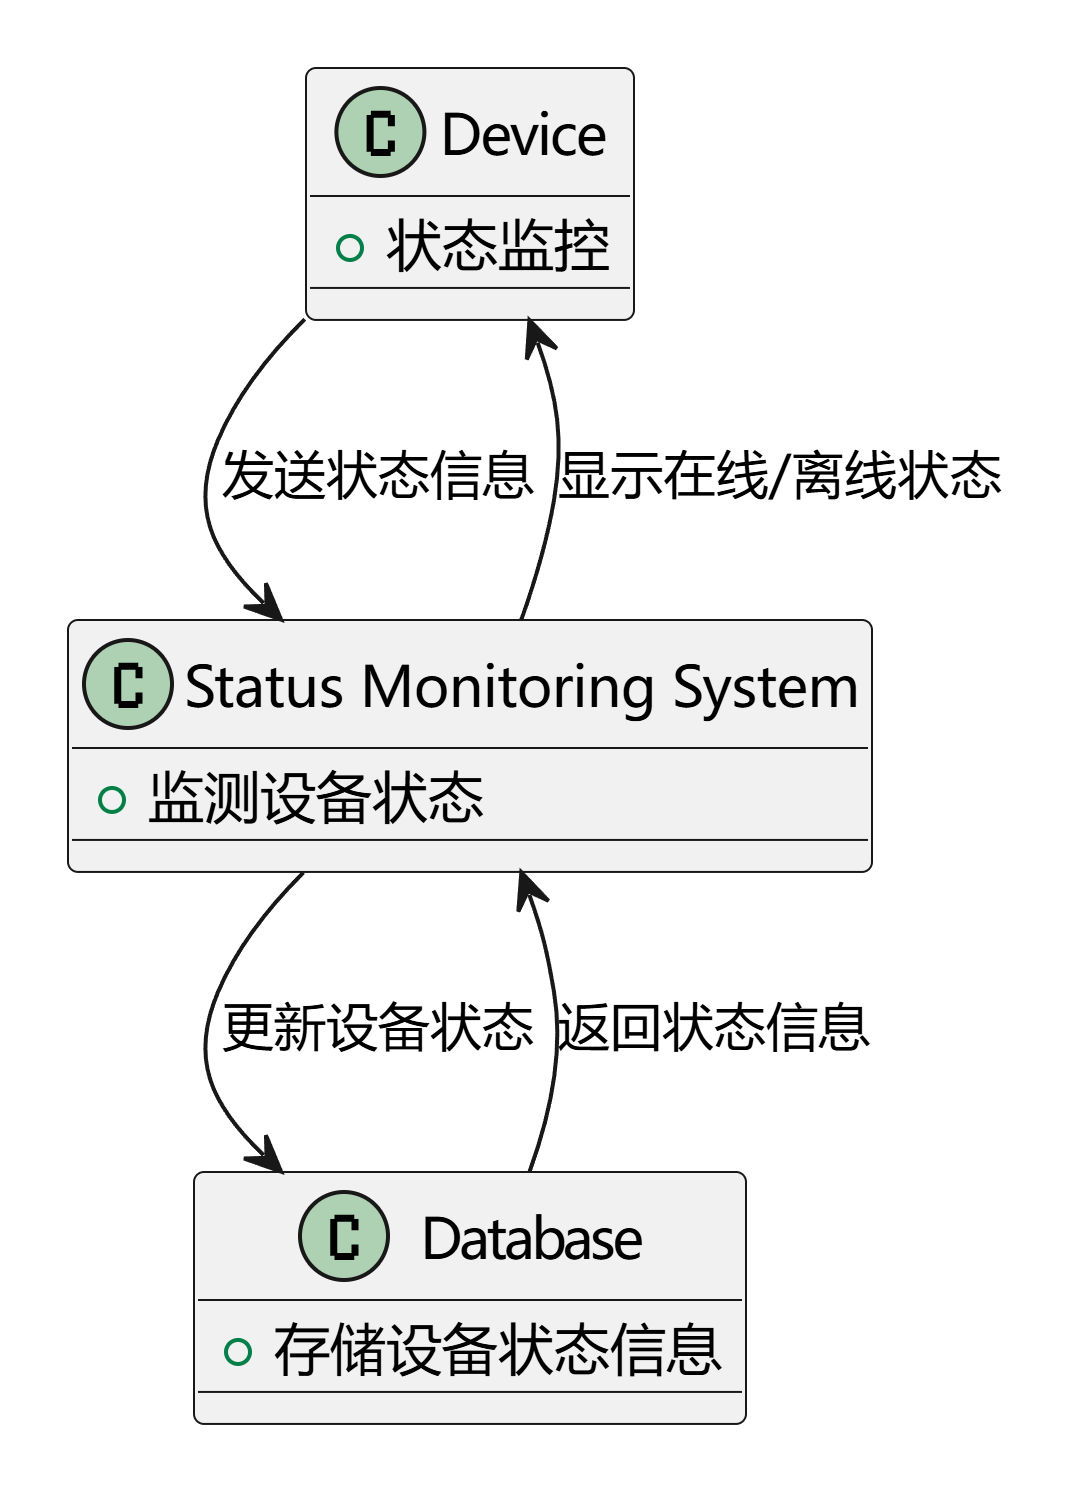 C Device
状态监控
发送状态信息 显示在线/离线状态
C Status Monitoring System
监测设备状态
更新设备状态 返回状态信息
C Database
存储设备状态信息